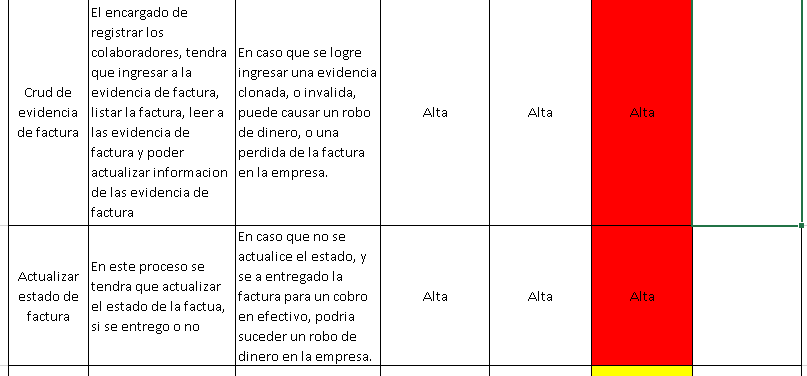 Crud de
evidencia
de factura
El encargado de
registrar los
colaboradores, tendra
que ingresar a la
evidencia de factura,
listar la factura, leer a
las evidencia de
factura y poder
actualizar informacion
de las evidencia de
factura
En caso que se logre
ingresar una evidencia
clonada, o invalida,
puede causar un robo
de dinero, o una
perdida de la factura
en la empresa.
Alta
Alta
Alta
Actualizar
estado de
factura
En este proceso se
tendra que actualizar
el estado de la factua,
si se entrego o no
En caso que no se
actualice el estado, y
se a entregado la
factura para un cobro
en efectivo, podria
suceder un robo de
dinero en la empresa.
Alta
Alta
Alta